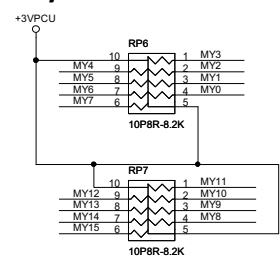 +3VPCU
RP6
10 1 MY3
MY4 9 2 MY2
MY5 8 3 MY1
MY6 7 4 MY0
MY7 6 5
10P8R-8.2K
RP7
10 1 MY11
MY12 9 2 MY10
MY13 8 3 MY9
MY14 7 4 MY8
MY15 6 5
10P8R-8.2K